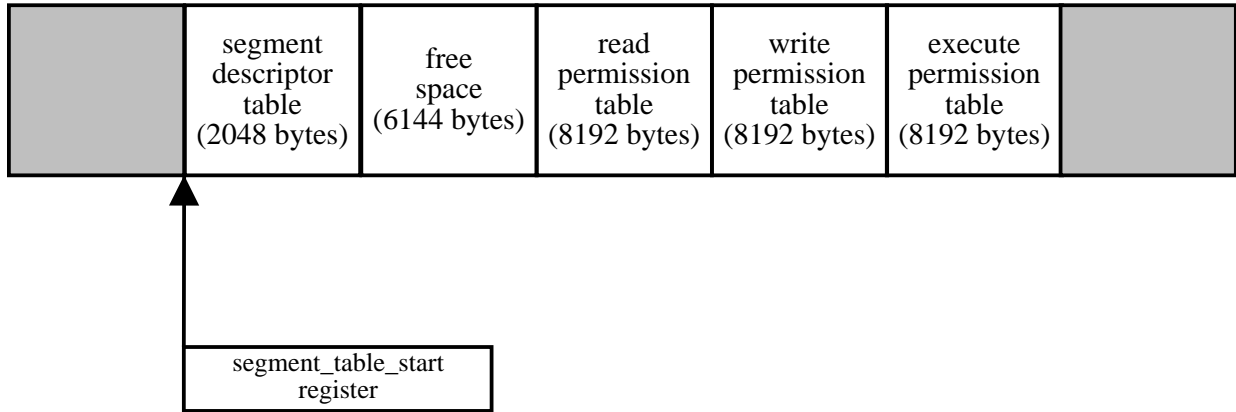 segment
descriptor
table
(2048 bytes)
free
space
(6144 bytes)
read
permission
table
(8192 bytes)
write
permission
table
(8192 bytes)
execute
permission
table
(8192 bytes)
segment_table_start
register